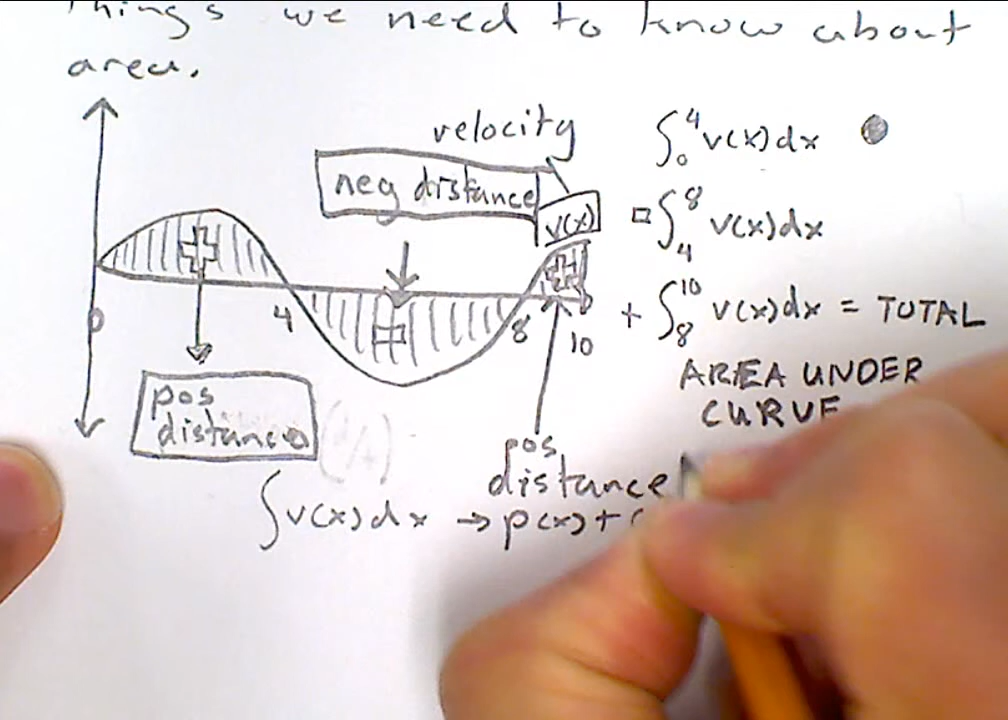 Things we need to know about
area.
velocity
neg distance
v(x)
∫₀⁴ v(x)dx
-∫₄⁸ v(x)dx
+ ∫₈¹⁰ v(x)dx = TOTAL
AREA UNDER
CURVE
0
4
8
10
pos
distance
pos
distance
∫v(x)dx → p(x)+